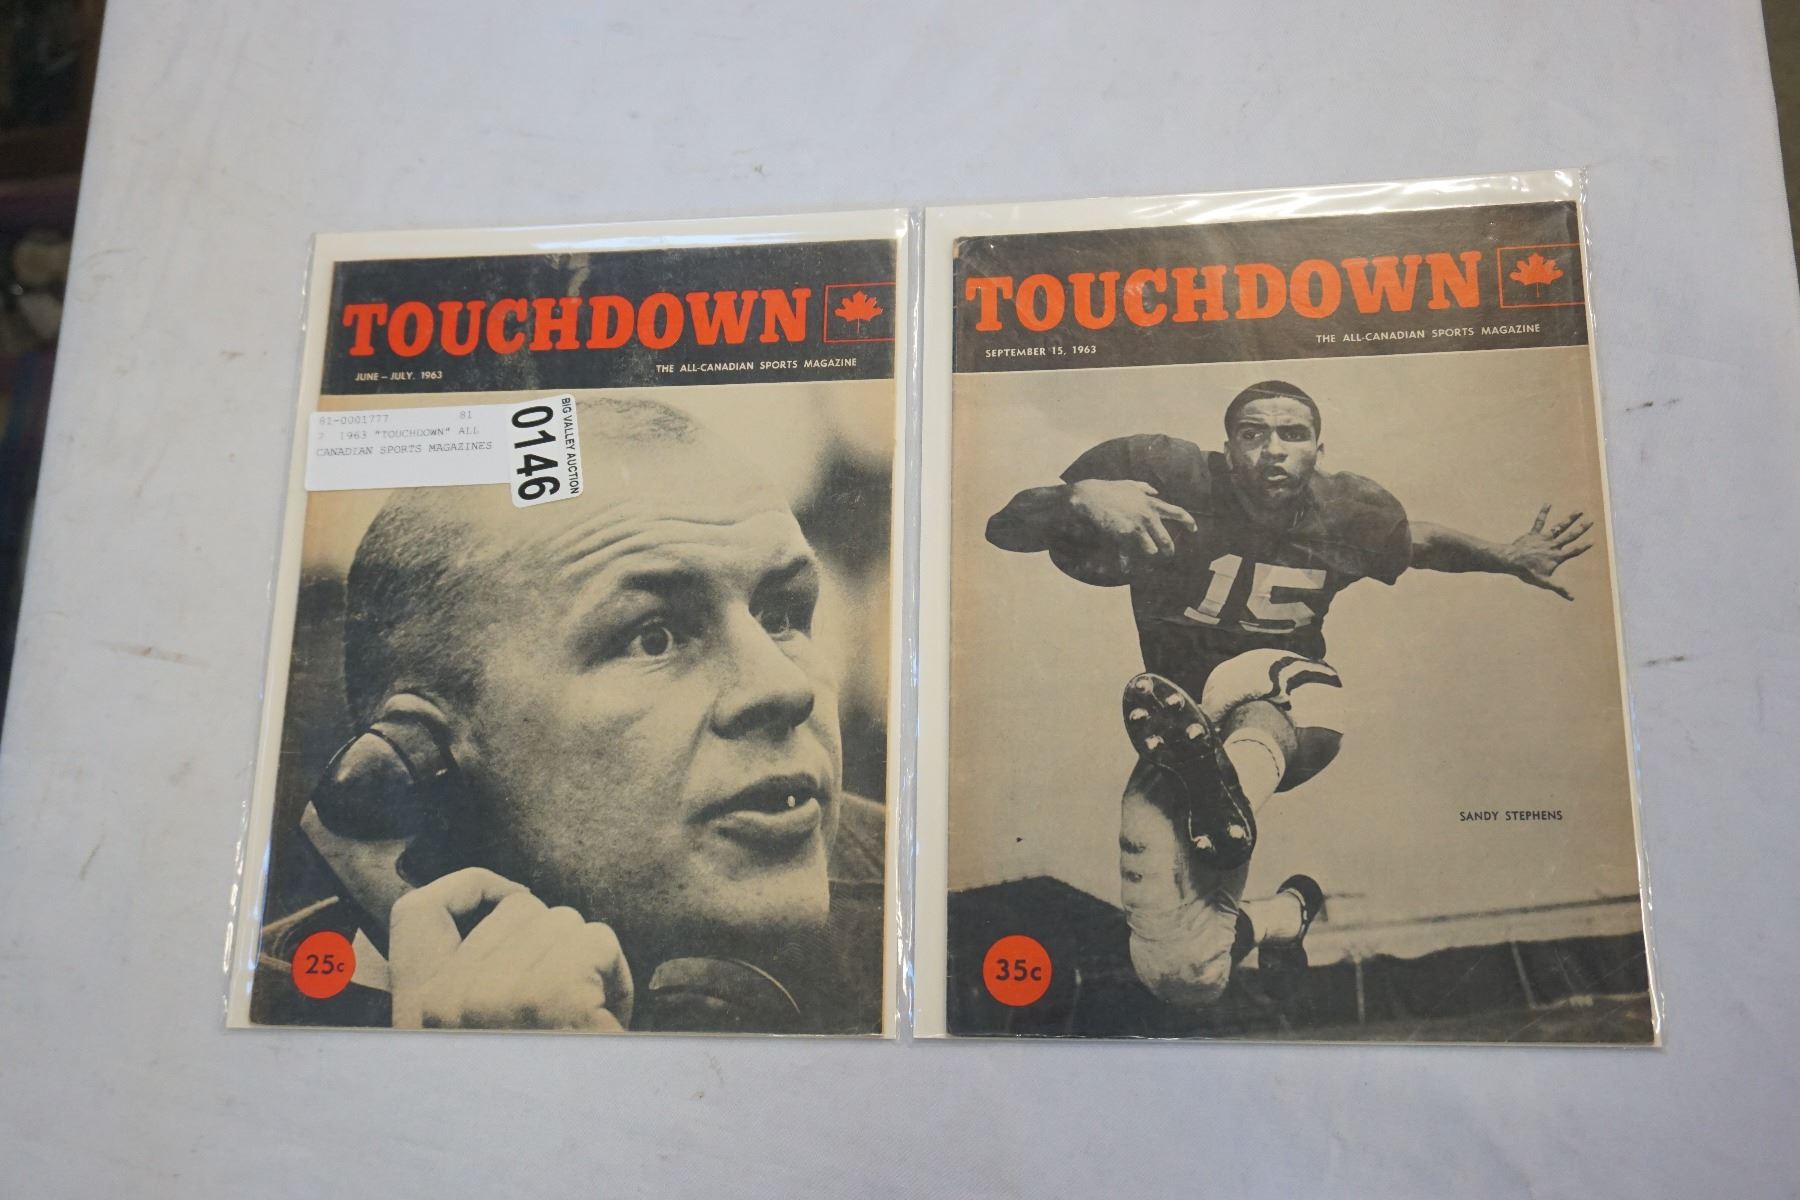 TOUCHDOWN
JUNE – JULY, 1963
THE ALL-CANADIAN SPORTS MAGAZINE
81-0001777 81
2 1963 "TOUCHDOWN" ALL
CANADIAN SPORTS MAGAZINES
0146
BIG VALLEY AUCTION
25c
TOUCHDOWN
SEPTEMBER 15, 1963
THE ALL-CANADIAN SPORTS MAGAZINE
15
SANDY STEPHENS
35c